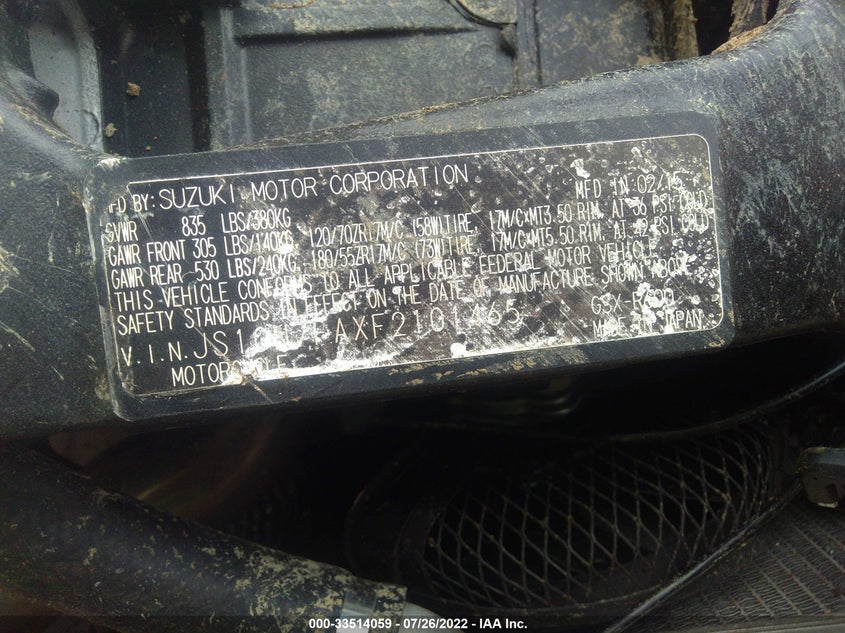 FD BY: SUZUKI MOTOR CORPORATION MFD IN: 02/15
GVWR 835 LBS/380KG
GAWR FRONT 305 LBS/140KG, 120/70ZR17M/C (58W)TIRE, 17M/C×MT3.50 RIM, AT 36 PSI COLD
GAWR REAR 530 LBS/240KG, 180/55ZR17M/C (73W)TIRE, 17M/C×MT5.50 RIM, AT PSI COLD
THIS VEHICLE CONFORMS TO ALL APPLICABLE FEDERAL MOTOR VEHICLE
SAFETY STANDARDS IN EFFECT ON THE DATE OF MANUFACTURE SHOWN ABOVE
V.I.N.JS1 AXF2101465 GSX-R600
MOTORCYCLE MADE IN JAPAN
000-33514059 - 07/26/2022 - IAA Inc.